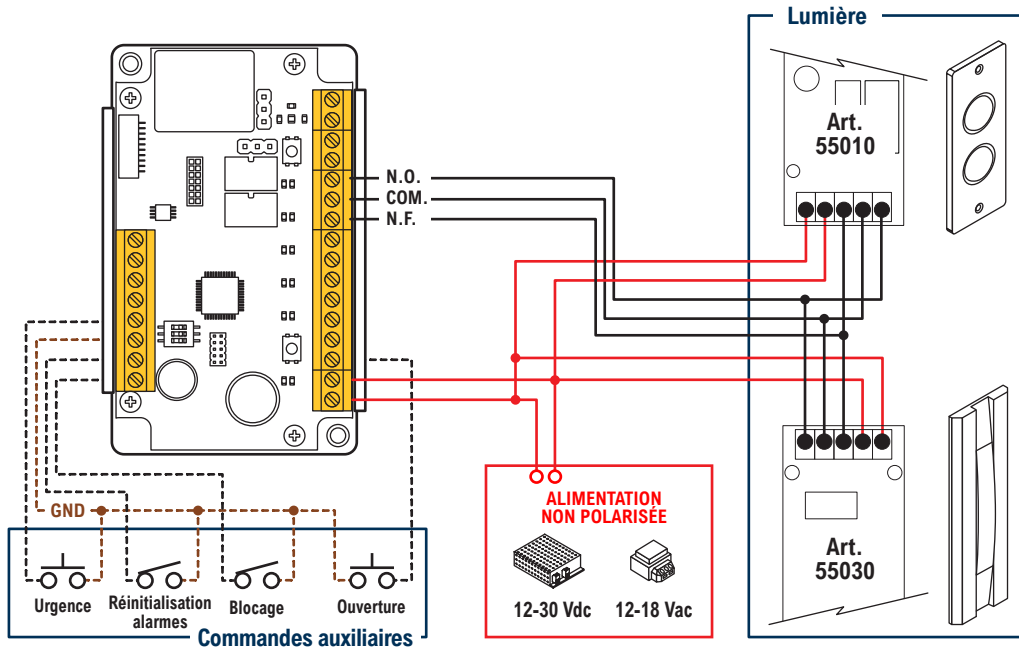 Lumière
Art.
55010
N.O.
COM.
N.F.
GND
ALIMENTATION
NON POLARISÉE
12-30 Vdc
12-18 Vac
Art.
55030
Urgence
Réinitialisation
alarmes
Blocage
Ouverture
Commandes auxiliaires